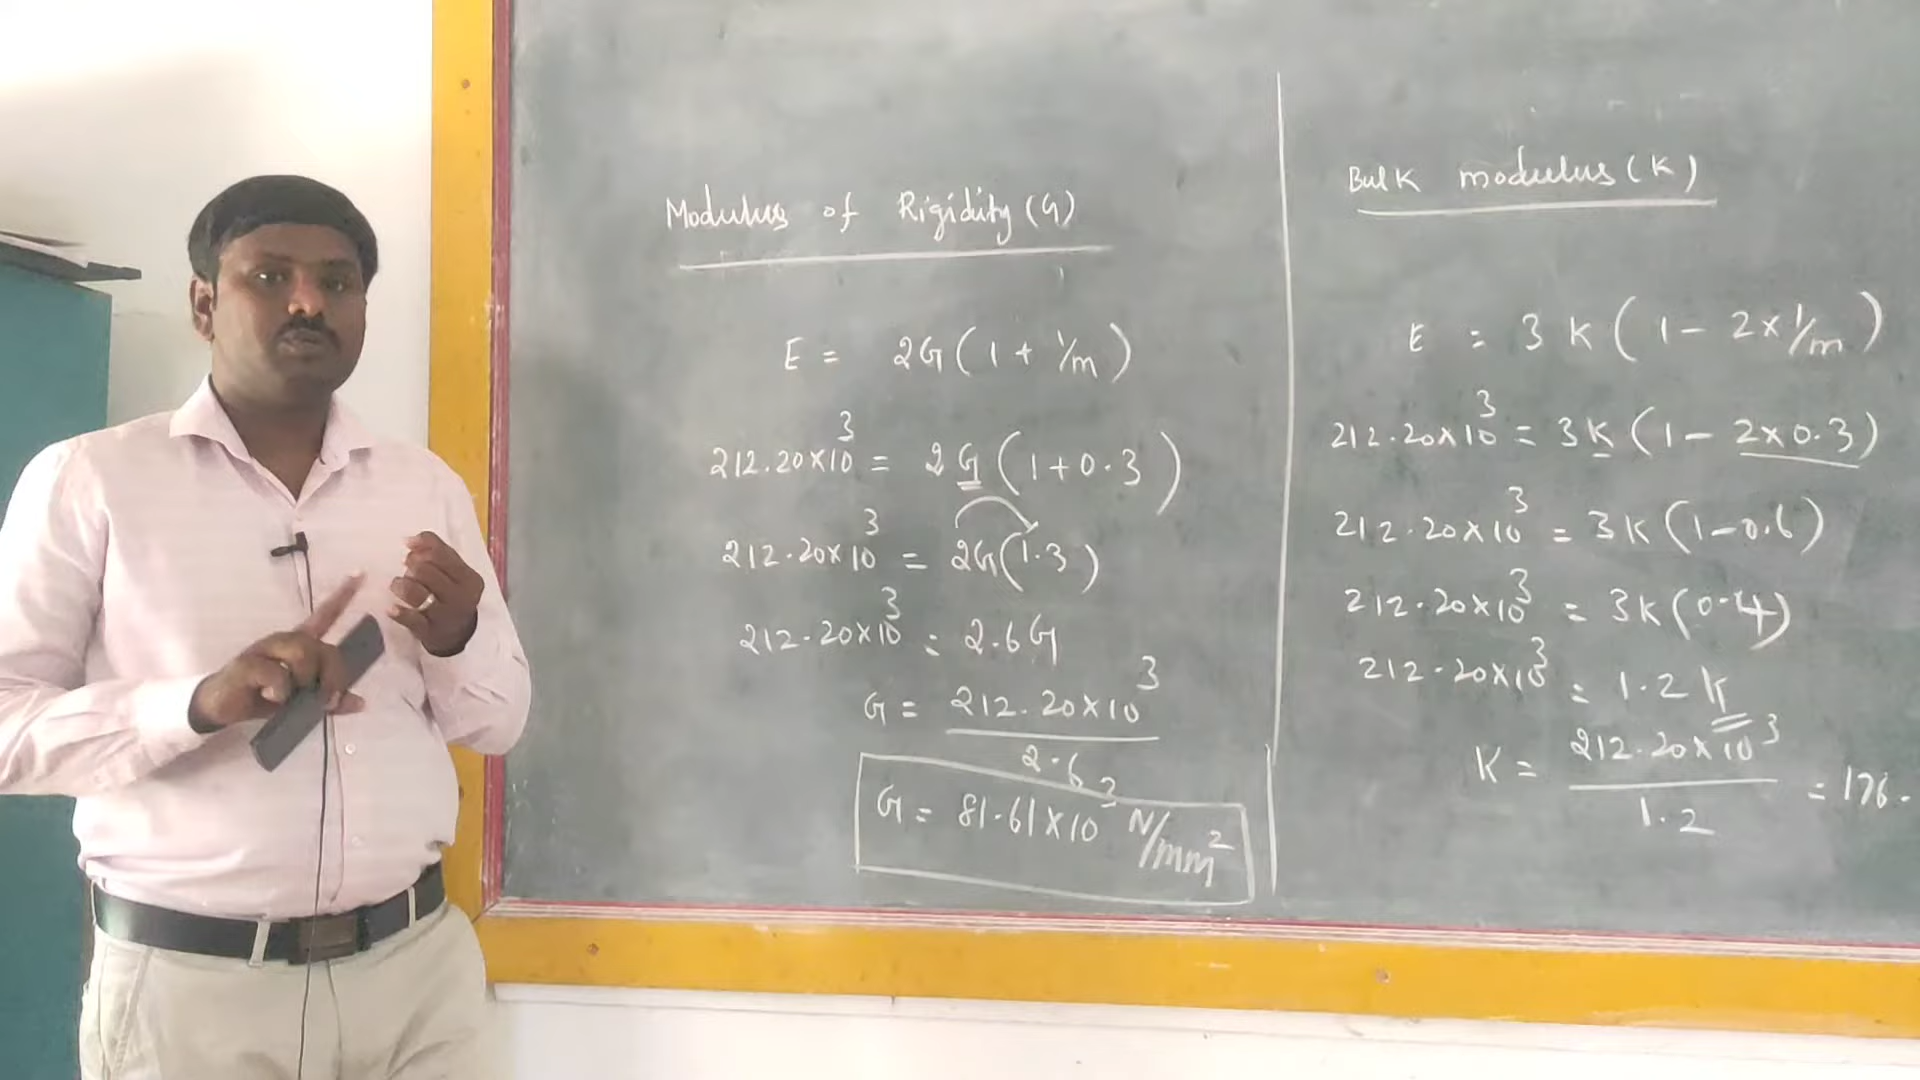 Modulus of Rigidity (G)
E = 2G ( 1 + 1/m )
212.20×10³ = 2G ( 1+0.3 )
212.20×10³ = 2G(1.3)
212.20×10³ = 2.6G
G = 212.20×10³
2.6
G = 81.61×10³ N/mm²
Bulk modulus (K)
E = 3K ( 1 - 2×1/m )
212.20×10³ = 3K (1 - 2×0.3)
212.20×10³ = 3K (1-0.6)
212.20×10³ = 3K (0.4)
212.20×10³ = 1.2 K
K = 212.20×10³ = 176.
1.2